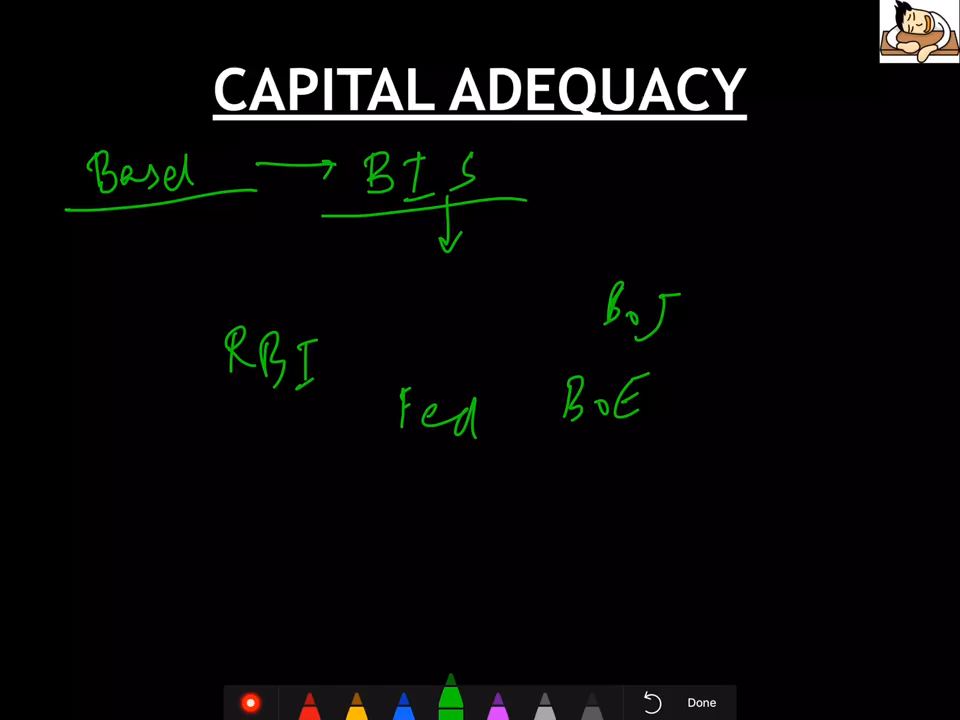 CAPITAL ADEQUACY
Basel → BIS
BoJ
RBI
Fed BoE
Done